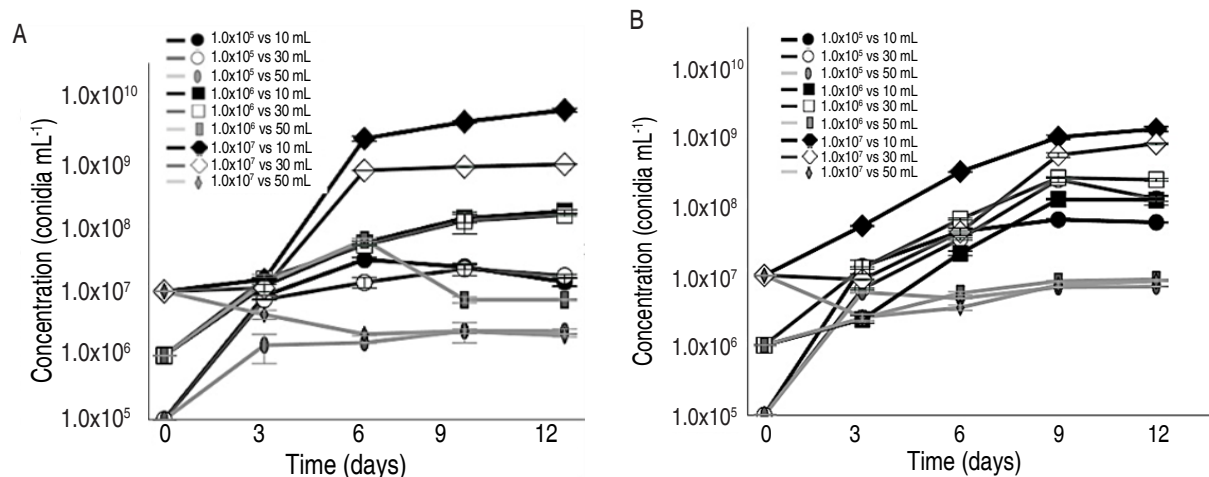 A
1.0x10⁵ vs 10 mL
1.0x10⁵ vs 30 mL
1.0x10⁵ vs 50 mL
1.0x10⁶ vs 10 mL
1.0x10⁶ vs 30 mL
1.0x10⁶ vs 50 mL
1.0x10⁷ vs 10 mL
1.0x10⁷ vs 30 mL
1.0x10⁷ vs 50 mL
Concentration (conidia mL⁻¹)
1.0x10¹⁰
1.0x10⁹
1.0x10⁸
1.0x10⁷
1.0x10⁶
1.0x10⁵
0 3 6 9 12
Time (days)
B
1.0x10⁵ vs 10 mL
1.0x10⁵ vs 30 mL
1.0x10⁵ vs 50 mL
1.0x10⁶ vs 10 mL
1.0x10⁶ vs 30 mL
1.0x10⁶ vs 50 mL
1.0x10⁷ vs 10 mL
1.0x10⁷ vs 30 mL
1.0x10⁷ vs 50 mL
Concentration (conidia mL⁻¹)
1.0x10¹⁰
1.0x10⁹
1.0x10⁸
1.0x10⁷
1.0x10⁶
1.0x10⁵
0 3 6 9 12
Time (days)